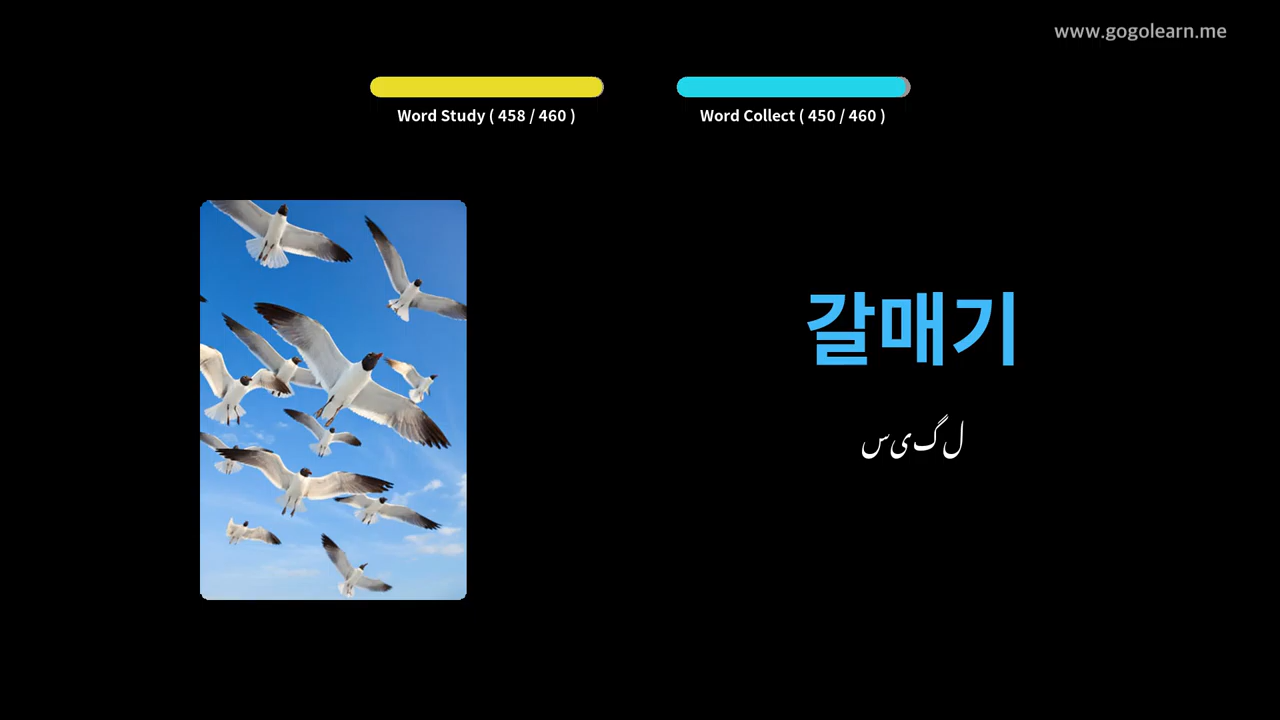 www.gogolearn.me
Word Study ( 458 / 460 )
Word Collect ( 450 / 460 )
갈매기
ل گ ی س